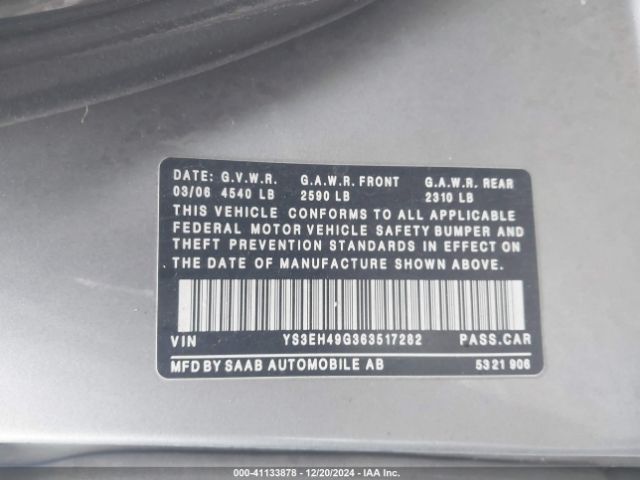 DATE: G.V.W.R. G.A.W.R. FRONT G.A.W.R. REAR
03/06 4540 LB 2590 LB 2310 LB
THIS VEHICLE CONFORMS TO ALL APPLICABLE
FEDERAL MOTOR VEHICLE SAFETY BUMPER AND
THEFT PREVENTION STANDARDS IN EFFECT ON
THE DATE OF MANUFACTURE SHOWN ABOVE.
VIN YS3EH49G363517282 PASS.CAR
MFD BY SAAB AUTOMOBILE AB 5321 906
000-41133878 - 12/20/2024 - IAA Inc.